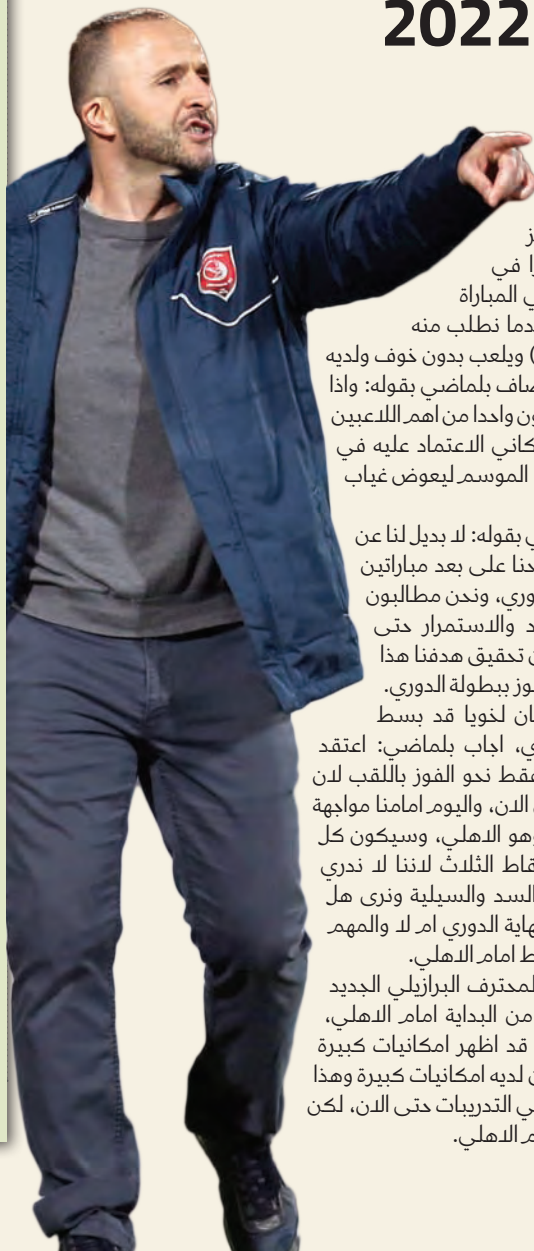 2022
ز
را في
ي المباراة
دما نطلب منه
) ويلعب بدون خوف ولديه
ضاف بلماضي بقوله: واذا
ون واحدا من اهم اللاعبين
كاني الاعتماد عليه في
الموسم ليعوض غياب
ي بقوله: لا بديل لنا عن
حنا على بعد مباراتين
وري، ونحن مطالبون
د والاستمرار حتى
ن تحقيق هدفنا هذا
وز ببطولة الدوري.
ان لخويا قد بسط
ي، اجاب بلماضي: اعتقد
فقط نحو الفوز باللقب لان
الان، واليوم امامنا مواجهة
وهو الاهلي، وسيكون كل
قاط الثلاث لاننا لا ندري
السد والسيلية ونرى هل
هاية الدوري ام لا والمهم
ط امام الاهلي.
لمحترف البرازيلي الجديد
من البداية امام الاهلي،
قد اظهر امكانيات كبيرة
ن لديه امكانيات كبيرة وهذا
ي التدريبات حتى الان، لكن
م الاهلي.